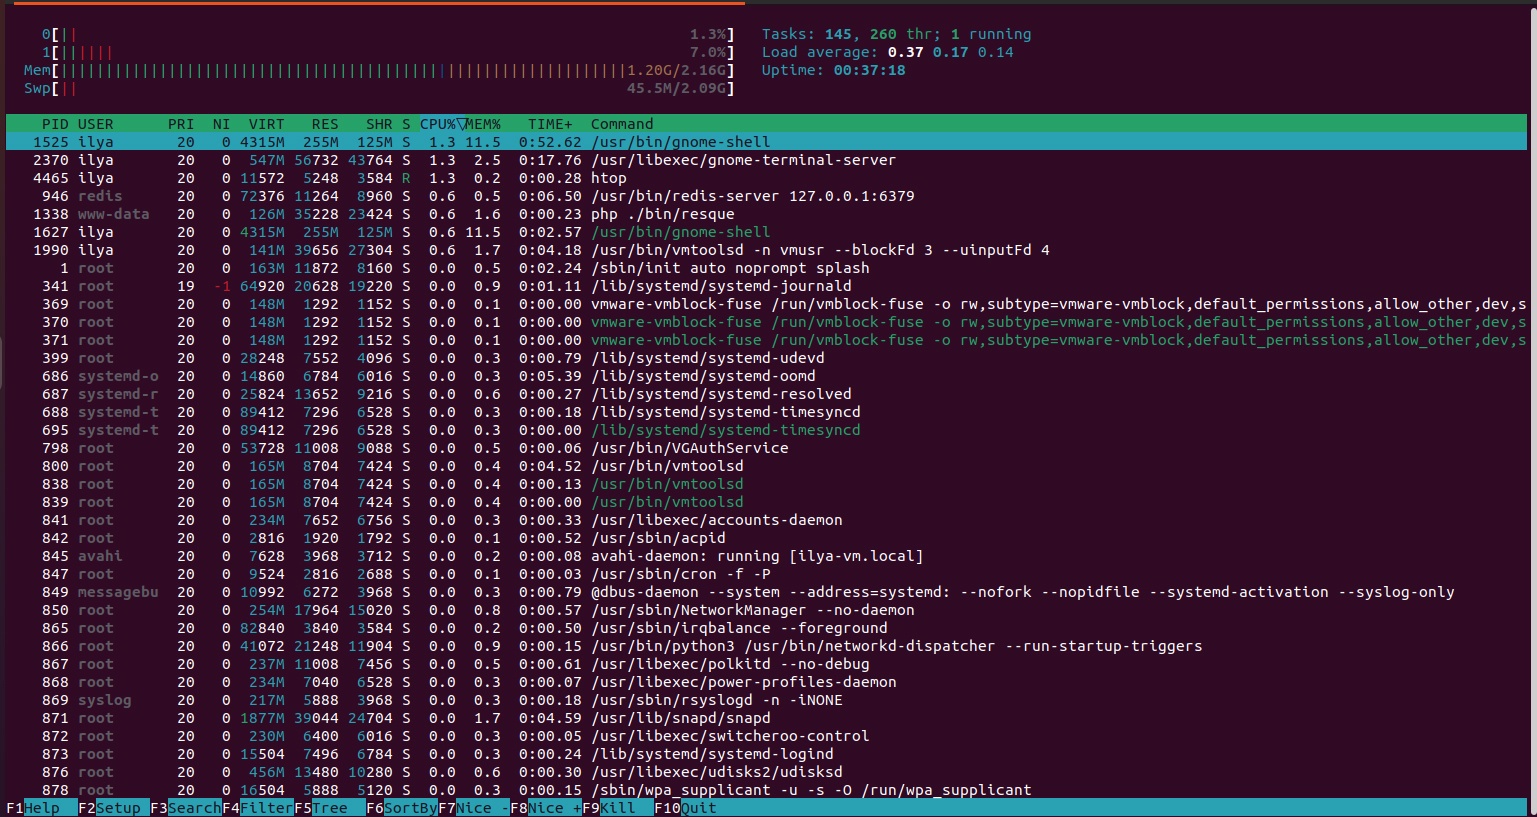 0[|| 1.3%] Tasks: 145, 260 thr; 1 running
1[|||||| 7.0%] Load average: 0.37 0.17 0.14
Mem[|||||||||||||||||||||||||||||||||||||||||||||||||||||||||||||||1.20G/2.16G] Uptime: 00:37:18
Swp[|| 45.5M/2.09G]
PID USER PRI NI VIRT RES SHR S CPU%▽MEM% TIME+ Command
1525 ilya 20 0 4315M 255M 125M S 1.3 11.5 0:52.62 /usr/bin/gnome-shell
2370 ilya 20 0 547M 56732 43764 S 1.3 2.5 0:17.76 /usr/libexec/gnome-terminal-server
4465 ilya 20 0 11572 5248 3584 R 1.3 0.2 0:00.28 htop
946 redis 20 0 72376 11264 8960 S 0.6 0.5 0:06.50 /usr/bin/redis-server 127.0.0.1:6379
1338 www-data 20 0 126M 35228 23424 S 0.6 1.6 0:00.23 php ./bin/resque
1627 ilya 20 0 4315M 255M 125M S 0.6 11.5 0:02.57 /usr/bin/gnome-shell
1990 ilya 20 0 141M 39656 27304 S 0.6 1.7 0:04.18 /usr/bin/vmtoolsd -n vmusr --blockFd 3 --uinputFd 4
1 root 20 0 163M 11872 8160 S 0.0 0.5 0:02.24 /sbin/init auto noprompt splash
341 root 19 -1 64920 20628 19220 S 0.0 0.9 0:01.11 /lib/systemd/systemd-journald
369 root 20 0 148M 1292 1152 S 0.0 0.1 0:00.00 vmware-vmblock-fuse /run/vmblock-fuse -o rw,subtype=vmware-vmblock,default_permissions,allow_other,dev,s
370 root 20 0 148M 1292 1152 S 0.0 0.1 0:00.00 vmware-vmblock-fuse /run/vmblock-fuse -o rw,subtype=vmware-vmblock,default_permissions,allow_other,dev,s
371 root 20 0 148M 1292 1152 S 0.0 0.1 0:00.00 vmware-vmblock-fuse /run/vmblock-fuse -o rw,subtype=vmware-vmblock,default_permissions,allow_other,dev,s
399 root 20 0 28248 7552 4096 S 0.0 0.3 0:00.79 /lib/systemd/systemd-udevd
686 systemd-o 20 0 14860 6784 6016 S 0.0 0.3 0:05.39 /lib/systemd/systemd-oomd
687 systemd-r 20 0 25824 13652 9216 S 0.0 0.6 0:00.27 /lib/systemd/systemd-resolved
688 systemd-t 20 0 89412 7296 6528 S 0.0 0.3 0:00.18 /lib/systemd/systemd-timesyncd
695 systemd-t 20 0 89412 7296 6528 S 0.0 0.3 0:00.00 /lib/systemd/systemd-timesyncd
798 root 20 0 53728 11008 9088 S 0.0 0.5 0:00.06 /usr/bin/VGAuthService
800 root 20 0 165M 8704 7424 S 0.0 0.4 0:04.52 /usr/bin/vmtoolsd
838 root 20 0 165M 8704 7424 S 0.0 0.4 0:00.13 /usr/bin/vmtoolsd
839 root 20 0 165M 8704 7424 S 0.0 0.4 0:00.00 /usr/bin/vmtoolsd
841 root 20 0 234M 7652 6756 S 0.0 0.3 0:00.33 /usr/libexec/accounts-daemon
842 root 20 0 2816 1920 1792 S 0.0 0.1 0:00.52 /usr/sbin/acpid
845 avahi 20 0 7628 3968 3712 S 0.0 0.2 0:00.08 avahi-daemon: running [ilya-vm.local]
847 root 20 0 9524 2816 2688 S 0.0 0.1 0:00.03 /usr/sbin/cron -f -P
849 messagebu 20 0 10992 6272 3968 S 0.0 0.3 0:00.79 @dbus-daemon --system --address=systemd: --nofork --nopidfile --systemd-activation --syslog-only
850 root 20 0 254M 17964 15020 S 0.0 0.8 0:00.57 /usr/sbin/NetworkManager --no-daemon
865 root 20 0 82840 3840 3584 S 0.0 0.2 0:00.50 /usr/sbin/irqbalance --foreground
866 root 20 0 41072 21248 11904 S 0.0 0.9 0:00.15 /usr/bin/python3 /usr/bin/networkd-dispatcher --run-startup-triggers
867 root 20 0 237M 11008 7456 S 0.0 0.5 0:00.61 /usr/libexec/polkitd --no-debug
868 root 20 0 234M 7040 6528 S 0.0 0.3 0:00.07 /usr/libexec/power-profiles-daemon
869 syslog 20 0 217M 5888 3968 S 0.0 0.3 0:00.18 /usr/sbin/rsyslogd -n -iNONE
871 root 20 0 1877M 39044 24704 S 0.0 1.7 0:04.59 /usr/lib/snapd/snapd
872 root 20 0 230M 6400 6016 S 0.0 0.3 0:00.05 /usr/libexec/switcheroo-control
873 root 20 0 15504 7496 6784 S 0.0 0.3 0:00.24 /lib/systemd/systemd-logind
876 root 20 0 456M 13480 10280 S 0.0 0.6 0:00.30 /usr/libexec/udisks2/udisksd
878 root 20 0 16504 5888 5120 S 0.0 0.3 0:00.15 /sbin/wpa_supplicant -u -s -O /run/wpa_supplicant
F1Help F2Setup F3SearchF4FilterF5Tree F6SortByF7Nice -F8Nice +F9Kill F10Quit